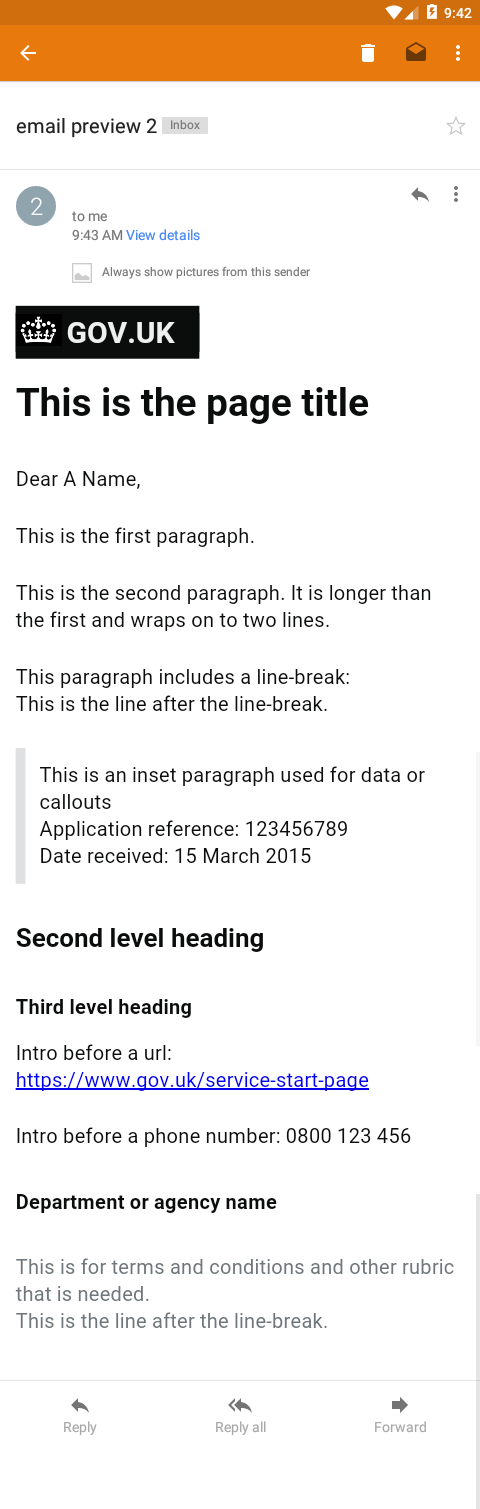 9:42
email preview 2 Inbox
2
to me
9:43 AM View details
Always show pictures from this sender
GOV.UK
This is the page title
Dear A Name,
This is the first paragraph.
This is the second paragraph. It is longer than
the first and wraps on to two lines.
This paragraph includes a line-break:
This is the line after the line-break.
This is an inset paragraph used for data or
callouts
Application reference: 123456789
Date received: 15 March 2015
Second level heading
Third level heading
Intro before a url:
https://www.gov.uk/service-start-page
Intro before a phone number: 0800 123 456
Department or agency name
This is for terms and conditions and other rubric
that is needed.
This is the line after the line-break.
Reply Reply all Forward